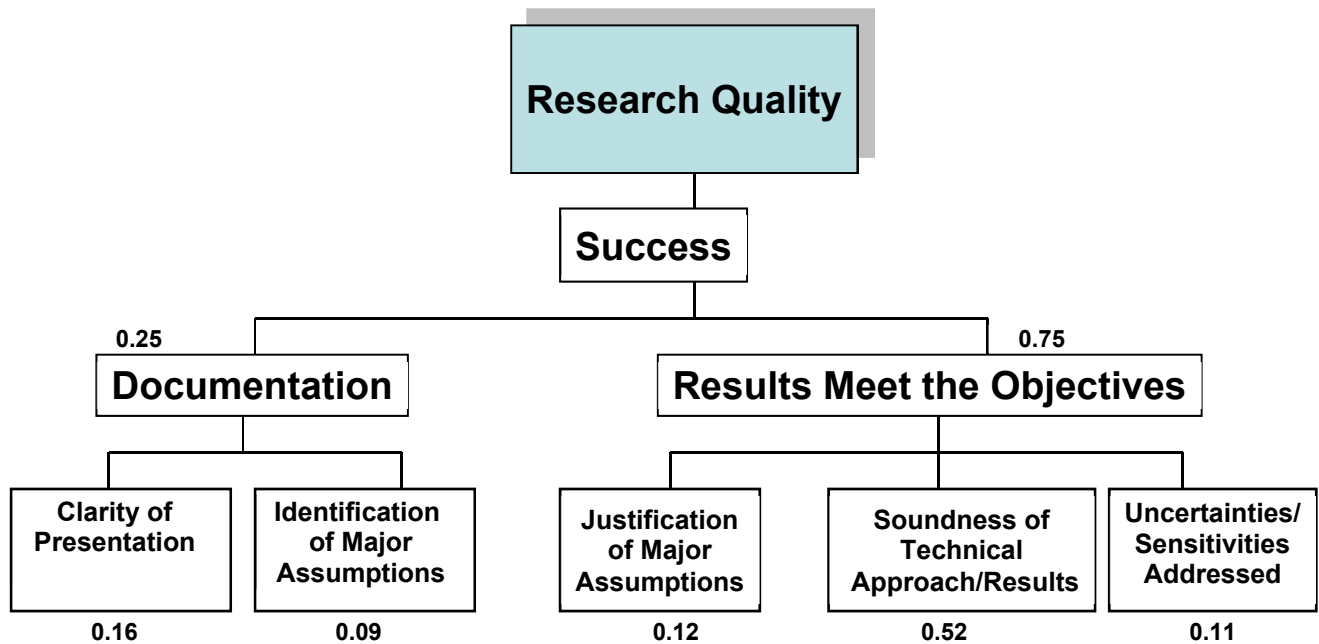 Research Quality
Success
0.25
0.75
Documentation
Results Meet the Objectives
Clarity of
Presentation
Identification
of Major
Assumptions
Justification
of Major
Assumptions
Soundness of
Technical
Approach/Results
Uncertainties/
Sensitivities
Addressed
0.16
0.09
0.12
0.52
0.11